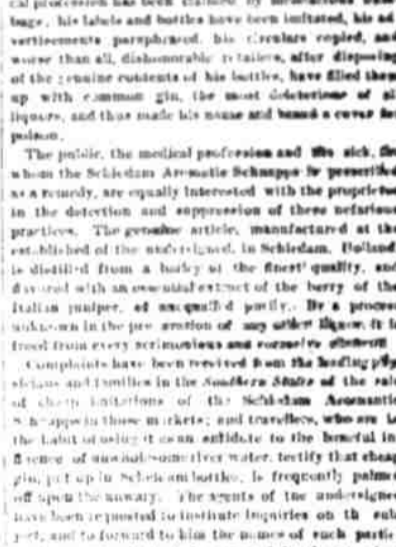 cal profession has been
bage, his labels and bottles have been imitated, his ad
vertisements paraphrased, his circulars copied, and
worse than all, dishonorable retailers, after disposing
of the genuine contents of his bottles, have filled them
up with common gin, the most deleterious of all
liquors, and thus made his name and brand a cover for
poison.
The public, the medical profession and the sick, for
whom the Schiedam Aromatic Schnapps is prescribed
as a remedy, are equally interested with the proprietor
in the detection and suppression of these nefarious
practices. The genuine article, manufactured at the
established of the undersigned, in Schiedam, Holland
is distilled from a barley of the finest quality, and
flavored with an essential extract of the berry of the
Italian juniper, of unequalled purity. By a process
unknown in the preparation of any other liquor, it is
freed from every acrimonious and corrosive element
Complaints have been received from the leading phy
sicians and families in the Southern States of the sale
of cheap imitations of the Schiedam Aromantic
Schnapps in those markets; and travellers, who are in
the habit of using it as an antidote to the baneful in
fluence of unwholesome river water, testify that cheap
gin, put up in Schiedam bottles, is frequently palmed
off upon the unwary. The agents of the undersigned
have been requested to institute inquiries on th sub
ject, and to forward to him the names of such partie